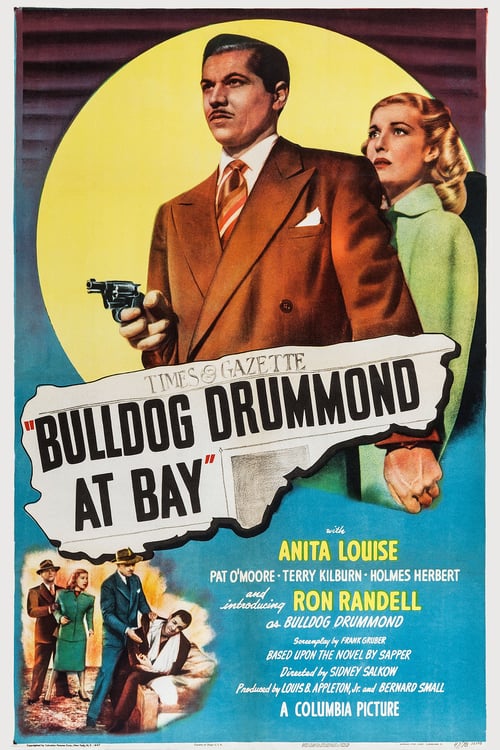 TIMES & GAZETTE
"BULLDOG DRUMMOND
AT BAY"
with
ANITA LOUISE
PAT O'MOORE · TERRY KILBURN · HOLMES HERBERT
and
introducing RON RANDELL
as BULLDOG DRUMMOND
Screenplay by FRANK GRUBER
BASED UPON THE NOVEL BY SAPPER
Directed by SIDNEY SALKOW
Produced by LOUIS B. APPLETON, Jr. and BERNARD SMALL
A COLUMBIA PICTURE